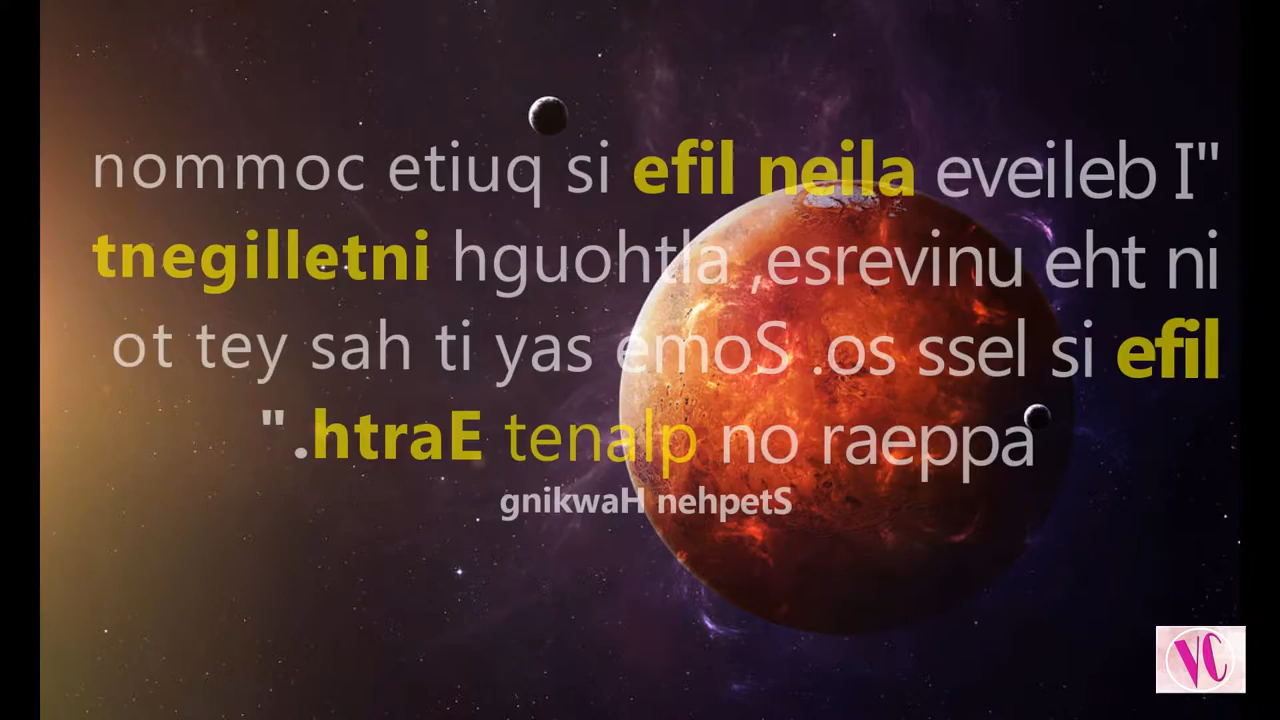 nommoc etiuq si efil neila eveileb I"
tnegilletni hguohtla ,esrevinu eht ni
ot tey sah ti yas emoS .os ssel si efil
".htraE tenalp no raeppa
gnikwaH nehpetS
VC